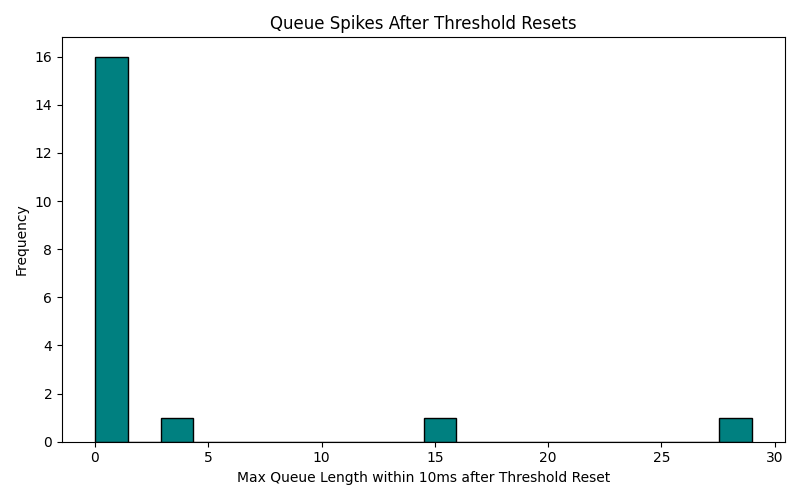 Queue Spikes After Threshold Resets
Frequency
16
14
12
10
8
6
4
2
0
0 5 10 15 20 25 30
Max Queue Length within 10ms after Threshold Reset